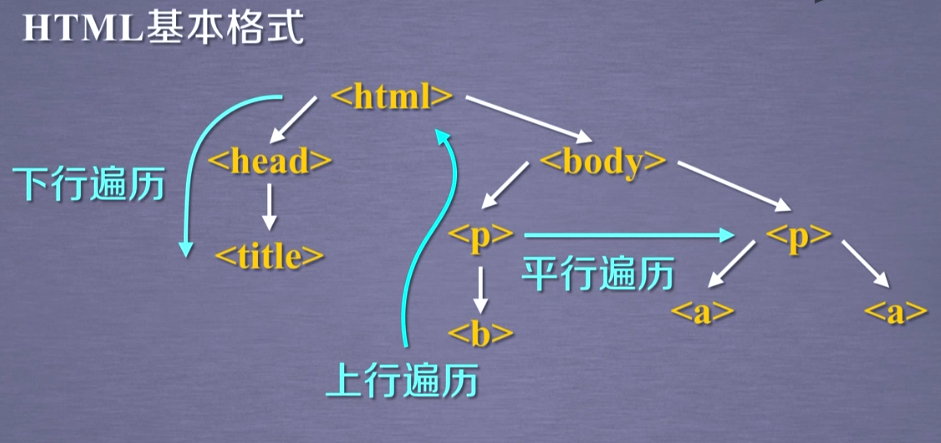 HTML基本格式
<html>
<head>
<body>
下行遍历
<title>
<p>
<p>
平行遍历
<b>
<a>
<a>
上行遍历